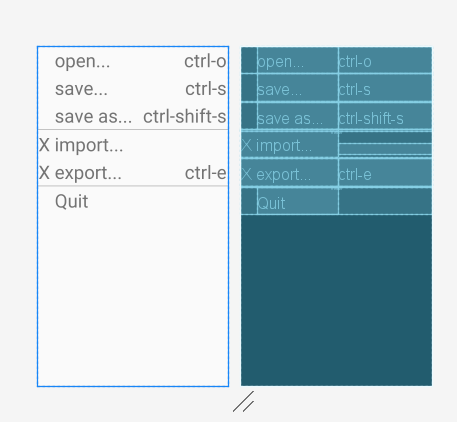 open... ctrl-o
save... ctrl-s
save as... ctrl-shift-s
X import...
X export... ctrl-e
Quit
open... ctrl-o
save... ctrl-s
save as... ctrl-shift-s
X import...
X export... ctrl-e
Quit